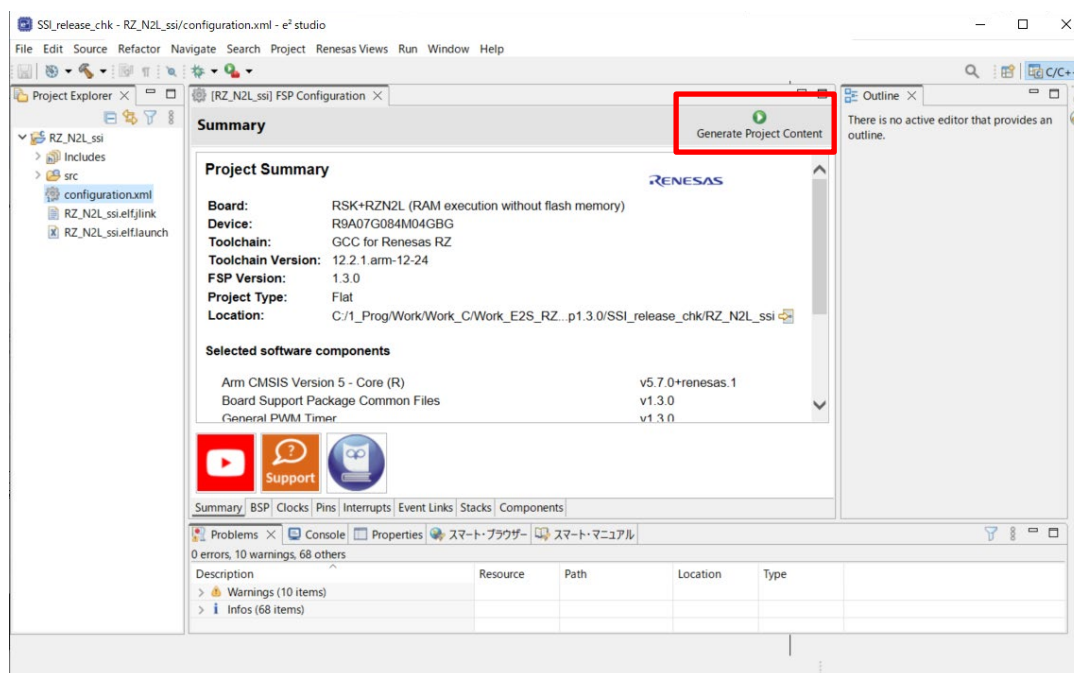 SSI_release_chk - RZ_N2L_ssi/configuration.xml - e² studio
File Edit Source Refactor Navigate Search Project Renesas Views Run Window Help
C/C+
Project Explorer
[RZ_N2L_ssi] FSP Configuration
Outline
RZ_N2L_ssi
Includes
src
configuration.xml
RZ_N2L_ssi.elf.jlink
RZ_N2L_ssi.elf.launch
Summary
Generate Project Content
There is no active editor that provides an
outline.
Project Summary
RENESAS
Board: RSK+RZN2L (RAM execution without flash memory)
Device: R9A07G084M04GBG
Toolchain: GCC for Renesas RZ
Toolchain Version: 12.2.1.arm-12-24
FSP Version: 1.3.0
Project Type: Flat
Location: C:/1_Prog/Work/Work_C/Work_E2S_RZ...p1.3.0/SSI_release_chk/RZ_N2L_ssi
Selected software components
Arm CMSIS Version 5 - Core (R) v5.7.0+renesas.1
Board Support Package Common Files v1.3.0
General PWM Timer v1.3.0
Support
Summary BSP Clocks Pins Interrupts Event Links Stacks Components
Problems Console Properties スマート・ブラウザー スマート・マニュアル
0 errors, 10 warnings, 68 others
Description Resource Path Location Type
Warnings (10 items)
Infos (68 items)